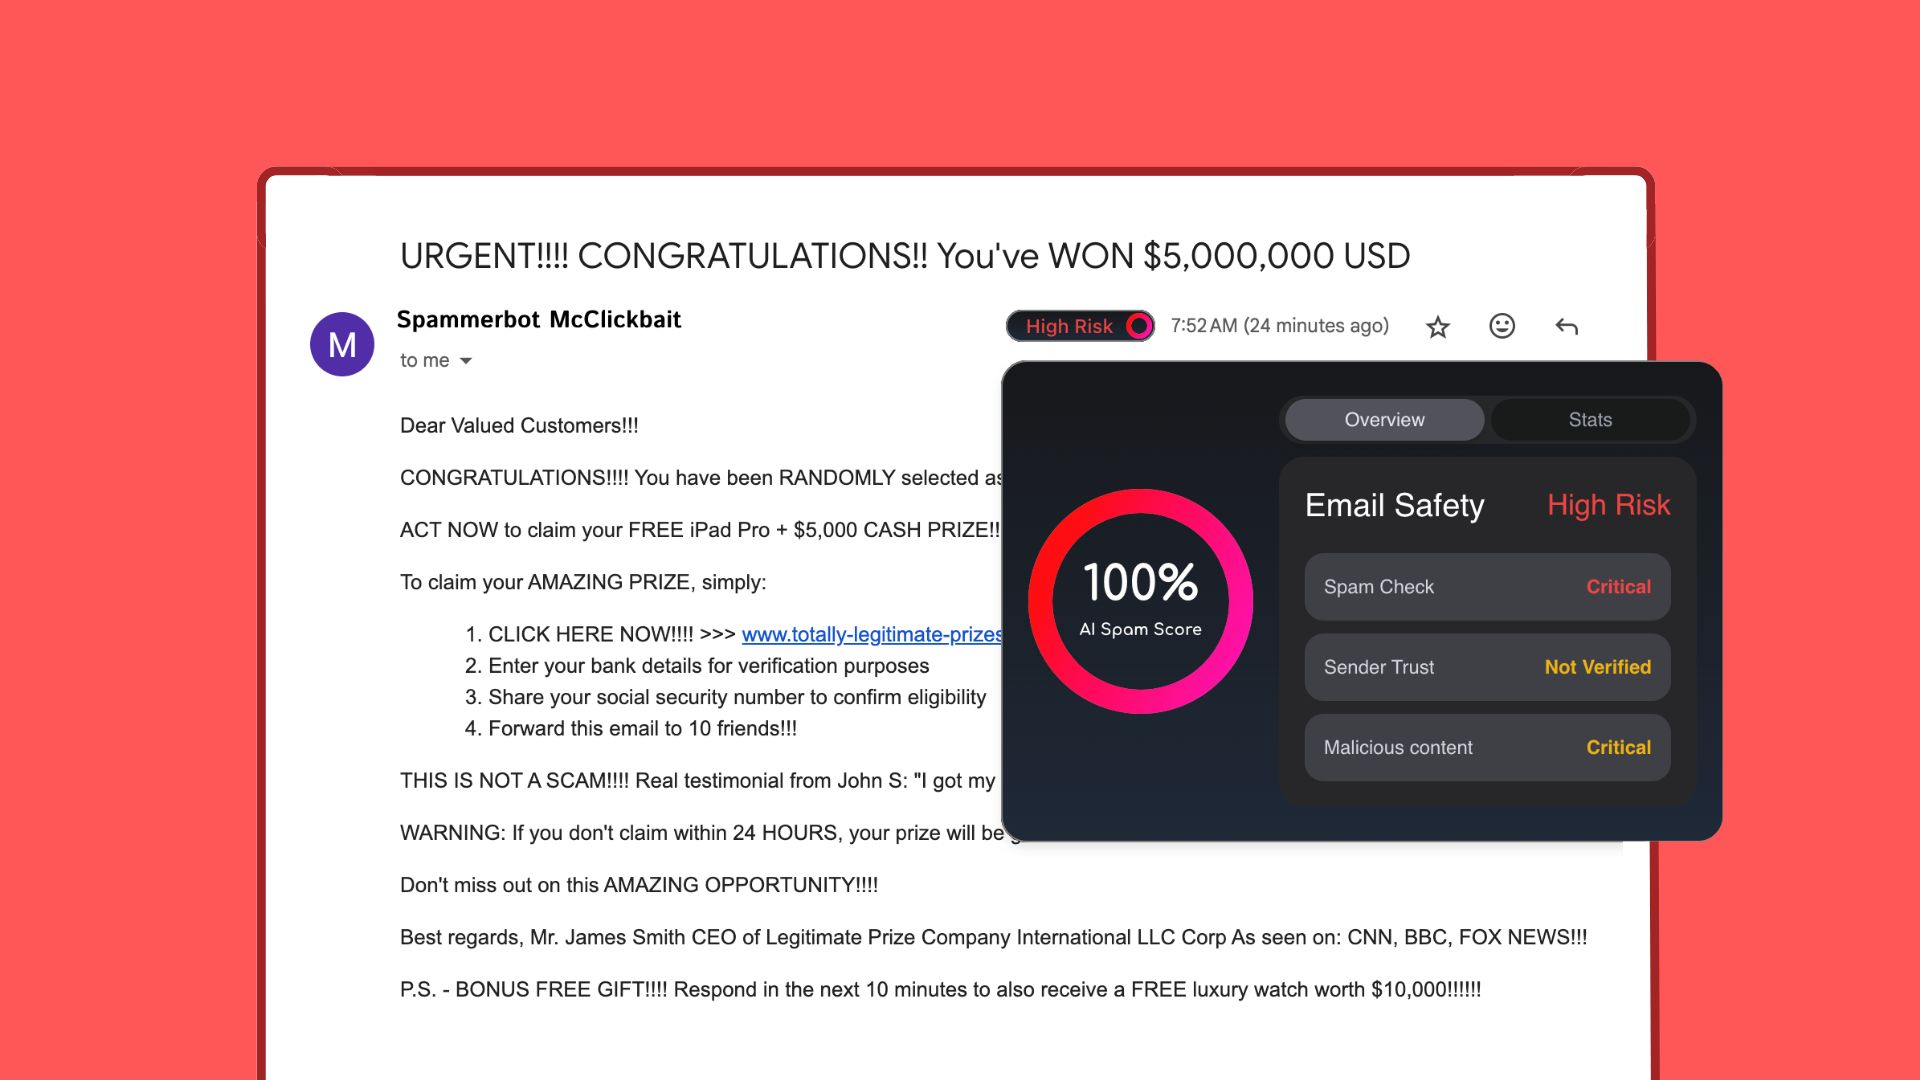 URGENT!!!! CONGRATULATIONS!! You've WON $5,000,000 USD
M
Spammerbot McClickbait
High Risk
7:52 AM (24 minutes ago)
to me
Dear Valued Customers!!!
CONGRATULATIONS!!!! You have been RANDOMLY selected as
ACT NOW to claim your FREE iPad Pro + $5,000 CASH PRIZE!!
To claim your AMAZING PRIZE, simply:
1. CLICK HERE NOW!!!! >>> www.totally-legitimate-prizes
2. Enter your bank details for verification purposes
3. Share your social security number to confirm eligibility
4. Forward this email to 10 friends!!!
THIS IS NOT A SCAM!!!! Real testimonial from John S: "I got my
WARNING: If you don't claim within 24 HOURS, your prize will be
Don't miss out on this AMAZING OPPORTUNITY!!!!
Best regards, Mr. James Smith CEO of Legitimate Prize Company International LLC Corp As seen on: CNN, BBC, FOX NEWS!!!
P.S. - BONUS FREE GIFT!!!! Respond in the next 10 minutes to also receive a FREE luxury watch worth $10,000!!!!!!
Overview
Stats
100%
AI Spam Score
Email Safety
High Risk
Spam Check
Critical
Sender Trust
Not Verified
Malicious content
Critical